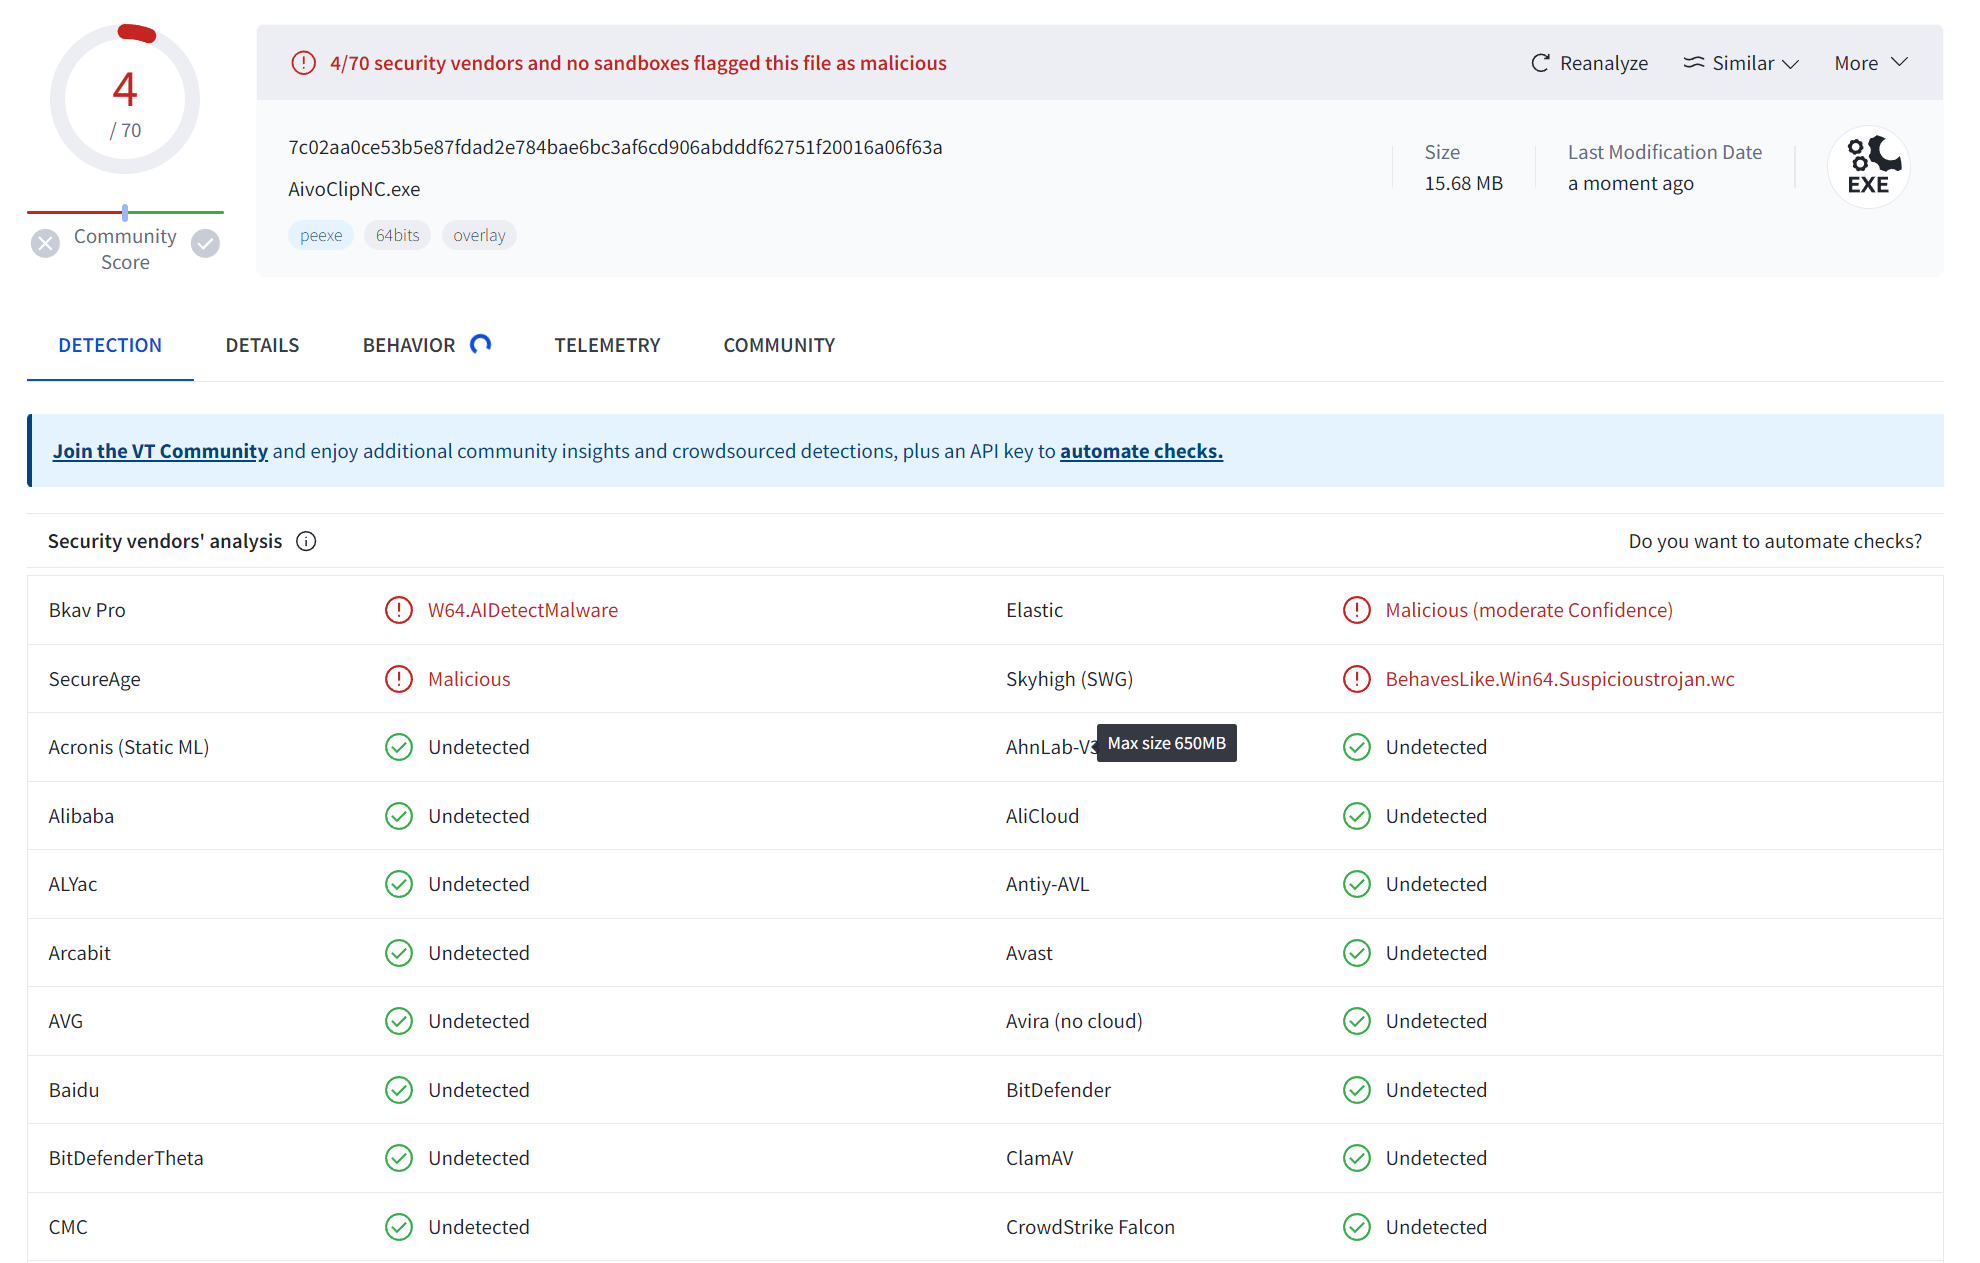 4
/ 70
Community
Score
4/70 security vendors and no sandboxes flagged this file as malicious
Reanalyze
Similar
More
7c02aa0ce53b5e87fdad2e784bae6bc3af6cd906abdddf62751f20016a06f63a
AivoClipNC.exe
peexe
64bits
overlay
Size
15.68 MB
Last Modification Date
a moment ago
EXE
DETECTION
DETAILS
BEHAVIOR
TELEMETRY
COMMUNITY
Join the VT Community and enjoy additional community insights and crowdsourced detections, plus an API key to automate checks.
Security vendors' analysis
Do you want to automate checks?
Bkav Pro
W64.AIDetectMalware
Elastic
Malicious (moderate Confidence)
SecureAge
Malicious
Skyhigh (SWG)
BehavesLike.Win64.Suspicioustrojan.wc
Acronis (Static ML)
Undetected
AhnLab-V3
Max size 650MB
Undetected
Alibaba
Undetected
AliCloud
Undetected
ALYac
Undetected
Antiy-AVL
Undetected
Arcabit
Undetected
Avast
Undetected
AVG
Undetected
Avira (no cloud)
Undetected
Baidu
Undetected
BitDefender
Undetected
BitDefenderTheta
Undetected
ClamAV
Undetected
CMC
Undetected
CrowdStrike Falcon
Undetected